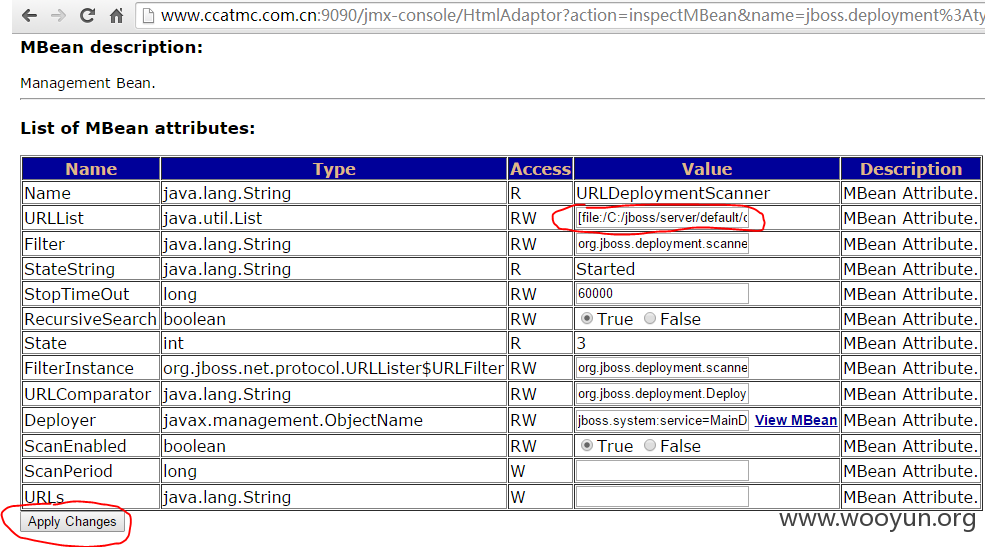 www.ccatmc.com.cn:9090/jmx-console/HtmlAdaptor?action=inspectMBean&name=jboss.deployment%3Aty
MBean description:
Management Bean.
List of MBean attributes:
Name Type Access Value Description
Name java.lang.String R URLDeploymentScanner MBean Attribute.
URLList java.util.List RW [file:/C:/jboss/server/default/d MBean Attribute.
Filter java.lang.String RW org.jboss.deployment.scanne MBean Attribute.
StateString java.lang.String R Started MBean Attribute.
StopTimeOut long RW 60000 MBean Attribute.
RecursiveSearch boolean RW True False MBean Attribute.
State int R 3 MBean Attribute.
FilterInstance org.jboss.net.protocol.URLLister$URLFilter RW org.jboss.deployment.scanne MBean Attribute.
URLComparator java.lang.String RW org.jboss.deployment.Deploy MBean Attribute.
Deployer javax.management.ObjectName RW jboss.system:service=MainD View MBean MBean Attribute.
ScanEnabled boolean RW True False MBean Attribute.
ScanPeriod long W MBean Attribute.
URLs java.lang.String W MBean Attribute.
Apply Changes
www.wooyun.org